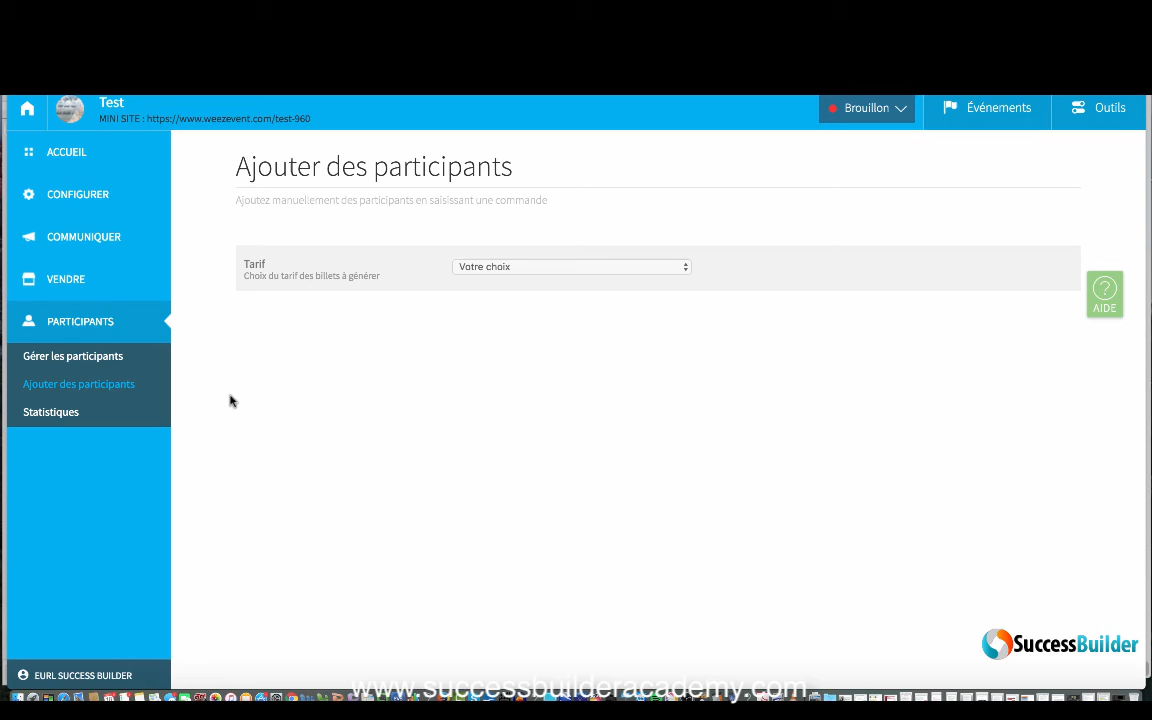 Test
MINI SITE : https://www.weezevent.com/test-960
Brouillon
Événements
Outils
ACCUEIL
CONFIGURER
COMMUNIQUER
VENDRE
PARTICIPANTS
Gérer les participants
Ajouter des participants
Statistiques
Ajouter des participants
Ajoutez manuellement des participants en saisissant une commande
Tarif
Choix du tarif des billets à générer
Votre choix
?
AIDE
SuccessBuilder
EURL SUCCESS BUILDER
www.successbuilderacademy.com